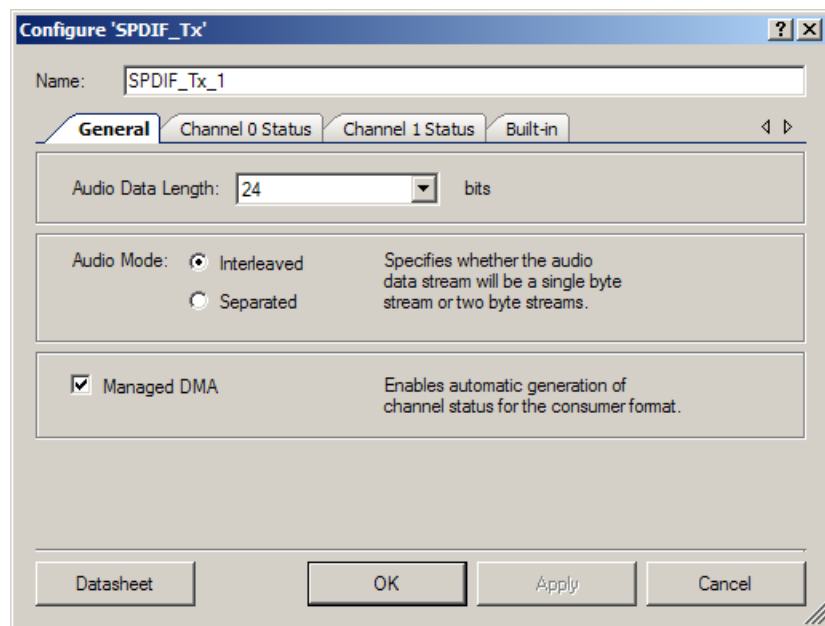 Configure 'SPDIF_Tx'
Name: SPDIF_Tx_1
General Channel 0 Status Channel 1 Status Built-in
Audio Data Length: 24 bits
Audio Mode: Interleaved
Separated
Specifies whether the audio
data stream will be a single byte
stream or two byte streams.
Managed DMA
Enables automatic generation of
channel status for the consumer format.
Datasheet OK Apply Cancel